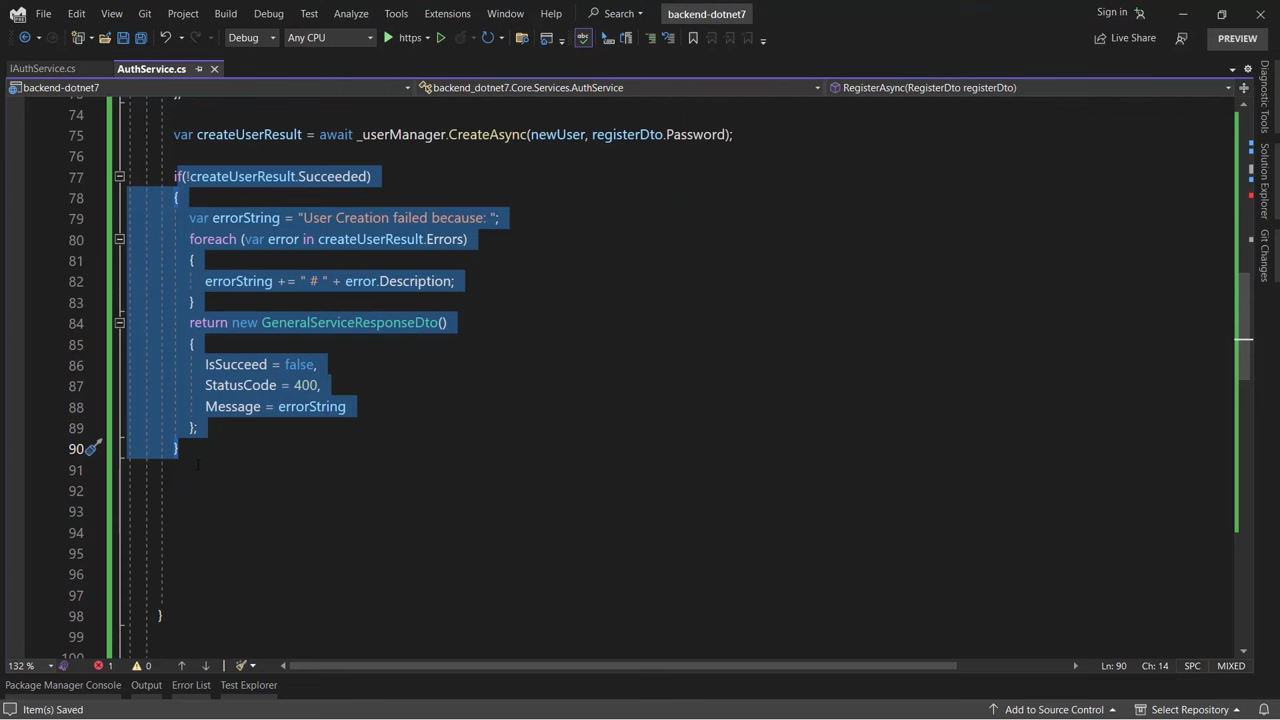 File Edit View Git Project Build Debug Test Analyze Tools Extensions Window Help Search backend-dotnet7 Sign in
Debug Any CPU https Live Share PREVIEW
IAuthService.cs AuthService.cs
backend-dotnet7 backend_dotnet7.Core.Services.AuthService RegisterAsync(RegisterDto registerDto)
74
75 var createUserResult = await _userManager.CreateAsync(newUser, registerDto.Password);
76
77 if(!createUserResult.Succeeded)
78 {
79 var errorString = "User Creation failed because: ";
80 foreach (var error in createUserResult.Errors)
81 {
82 errorString += " # " + error.Description;
83 }
84 return new GeneralServiceResponseDto()
85 {
86 IsSucceed = false,
87 StatusCode = 400,
88 Message = errorString
89 };
90 }
91
92
93
94
95
96
97
98 }
99
132 % 1 0 Ln: 90 Ch: 14 SPC MIXED
Package Manager Console Output Error List Test Explorer
Item(s) Saved Add to Source Control Select Repository
Diagnostic Tools
Solution Explorer
Git Changes